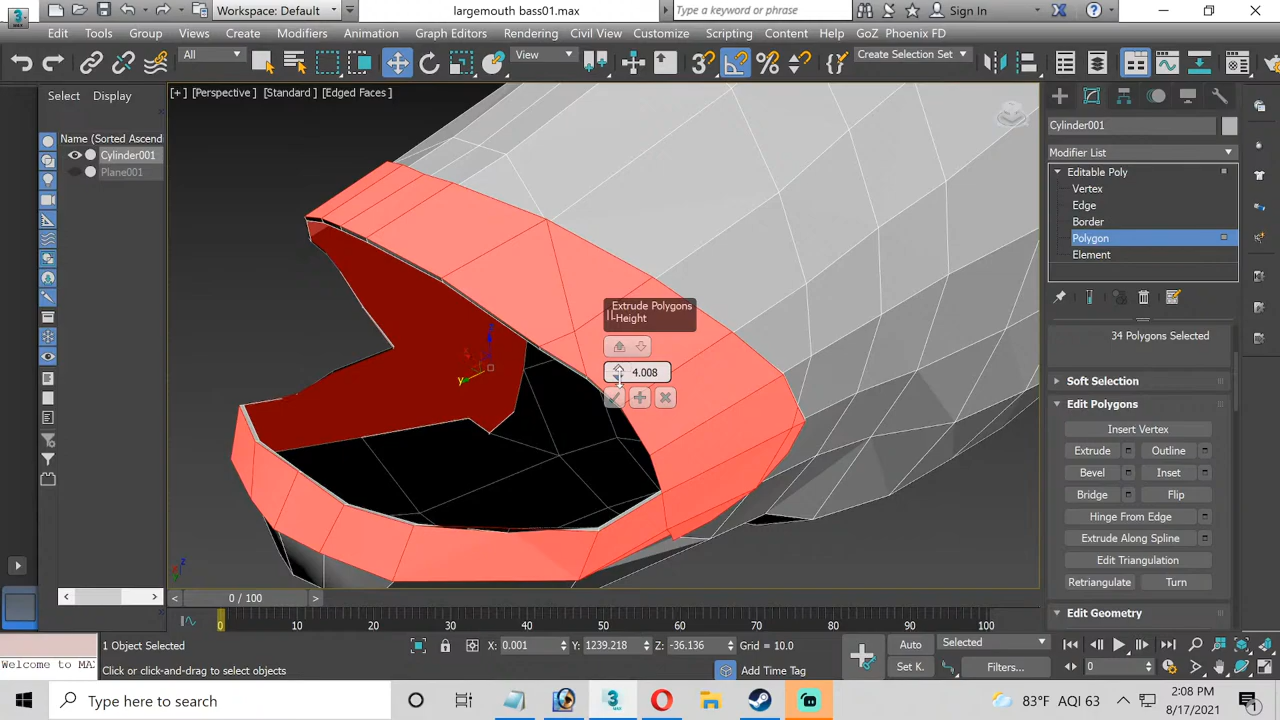 Workspaces: Default
largemouth bass01.max
Type a keyword or phrase
Sign In
Edit Tools Group Views Create Modifiers Animation Graph Editors Rendering Civil View Customize Scripting Content Help GoZ Phoenix FD
All
View
Create Selection Set
Select Display
[+] [Perspective] [Standard] [Edged Faces]
Name (Sorted Ascend
Cylinder001
Plane001
Cylinder001
Modifier List
Editable Poly
Vertex
Edge
Border
Polygon
Element
Extrude Polygons
Height
4.008
34 Polygons Selected
Soft Selection
Edit Polygons
Insert Vertex
Extrude Outline
Bevel Inset
Bridge Flip
Hinge From Edge
Extrude Along Spline
Edit Triangulation
Retriangulate Turn
Edit Geometry
0 / 100
0 10 20 30 40 50 60 70 80 90 100
1 Object Selected
X: 0.001 Y: 1239.218 Z: -36.136 Grid = 10.0
Auto
Selected
Welcome to MAX
Click or click-and-drag to select objects
Add Time Tag
Set K.
Filters...
0
Type here to search
83°F AQI 63
2:08 PM
8/17/2021